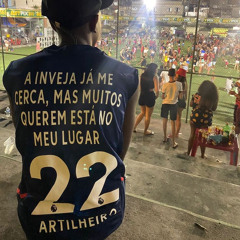 A INVEJA JÁ ME
CERCA, MAS MUITOS
QUEREM ESTÁ NO
MEU LUGAR
22
ARTILHEIRO